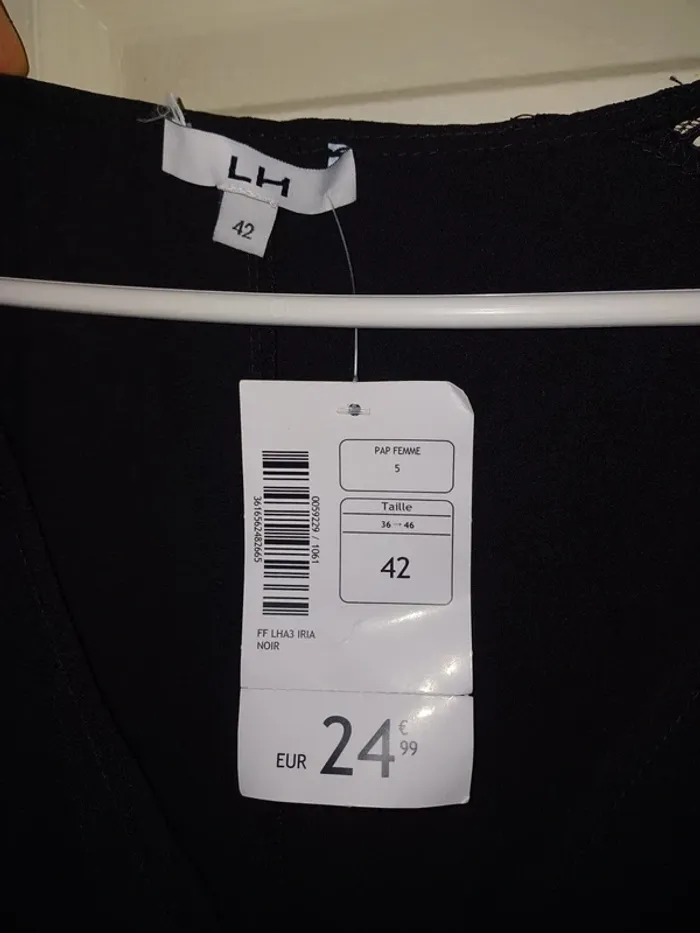 LH
42
PAP FEMME
5
Taille
36 → 46
42
0059229 / 1061
3616562482665
FF LHA3 IRIA
NOIR
EUR 24 €99